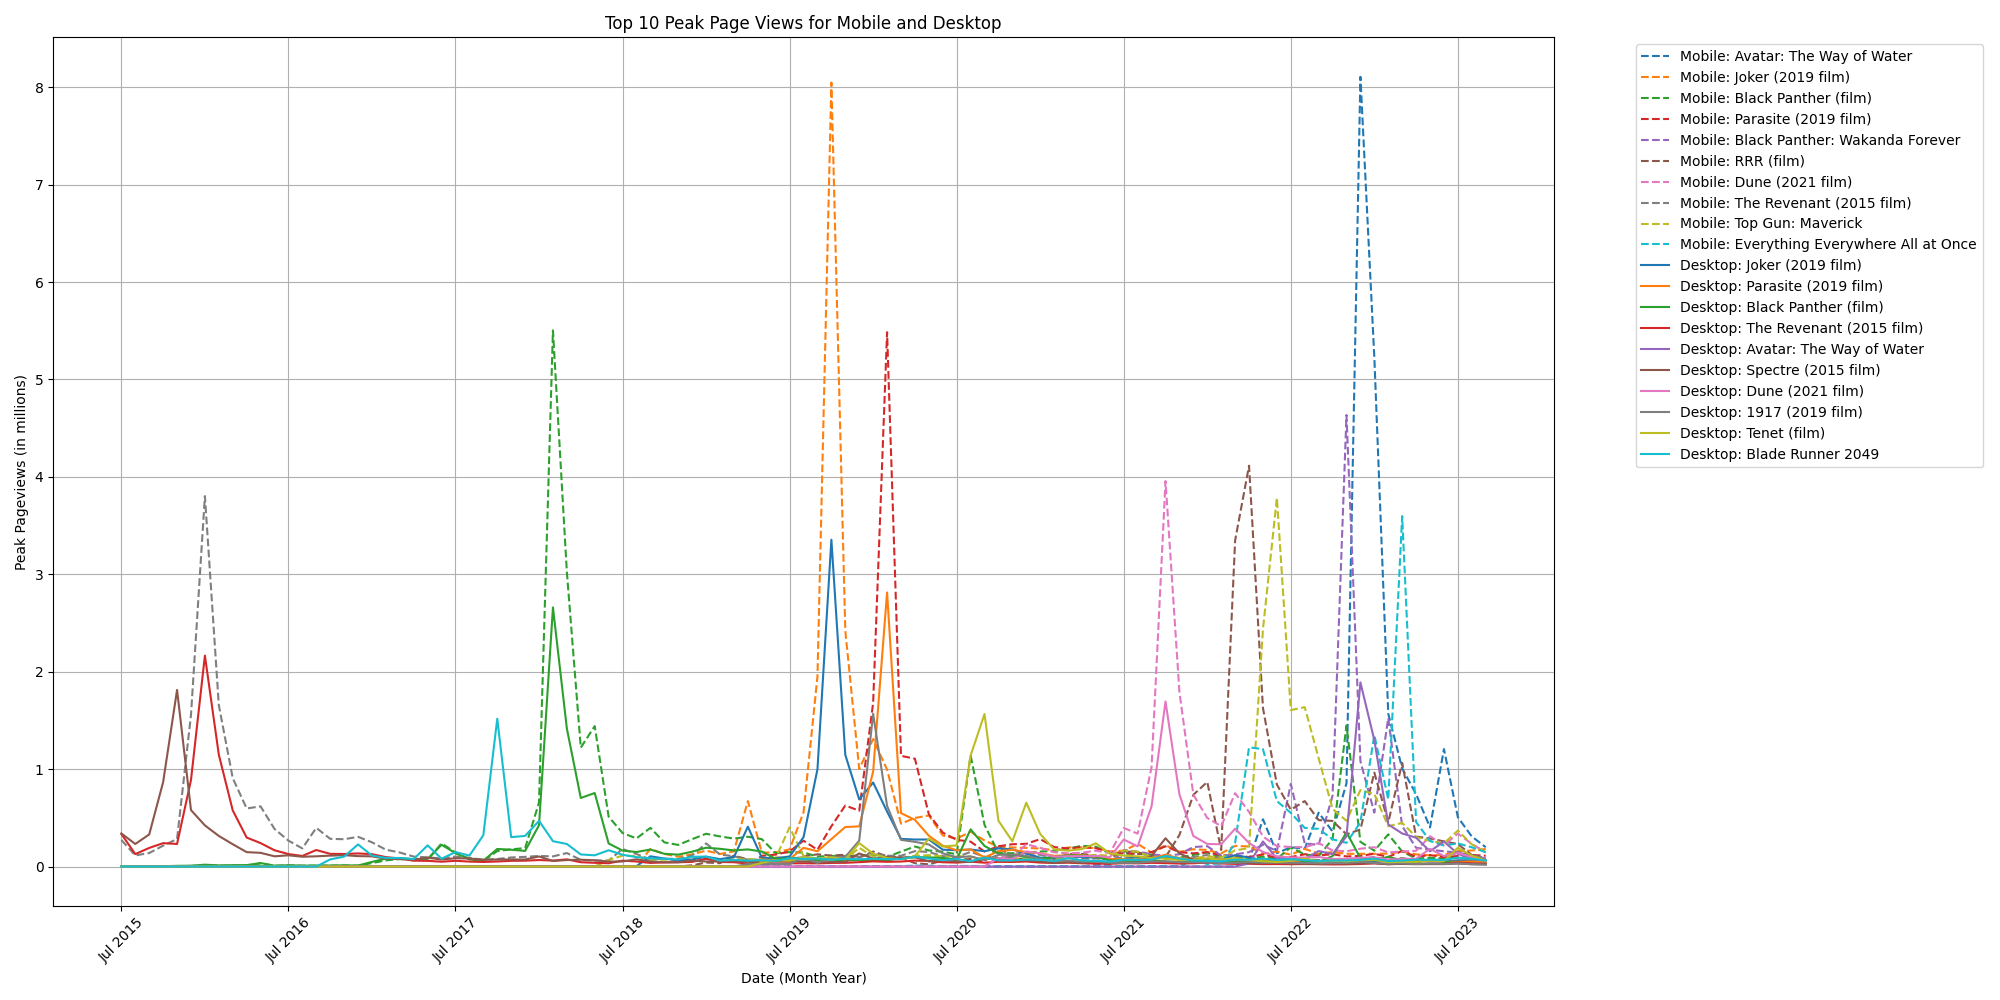 Top 10 Peak Page Views for Mobile and Desktop
Mobile: Avatar: The Way of Water
Mobile: Joker (2019 film)
Mobile: Black Panther (film)
Mobile: Parasite (2019 film)
Mobile: Black Panther: Wakanda Forever
Mobile: RRR (film)
Mobile: Dune (2021 film)
Mobile: The Revenant (2015 film)
Mobile: Top Gun: Maverick
Mobile: Everything Everywhere All at Once
Desktop: Joker (2019 film)
Desktop: Parasite (2019 film)
Desktop: Black Panther (film)
Desktop: The Revenant (2015 film)
Desktop: Avatar: The Way of Water
Desktop: Spectre (2015 film)
Desktop: Dune (2021 film)
Desktop: 1917 (2019 film)
Desktop: Tenet (film)
Desktop: Blade Runner 2049
Peak Pageviews (in millions)
8
7
6
5
4
3
2
1
0
Jul 2015
Jul 2016
Jul 2017
Jul 2018
Jul 2019
Jul 2020
Jul 2021
Jul 2022
Jul 2023
Date (Month Year)